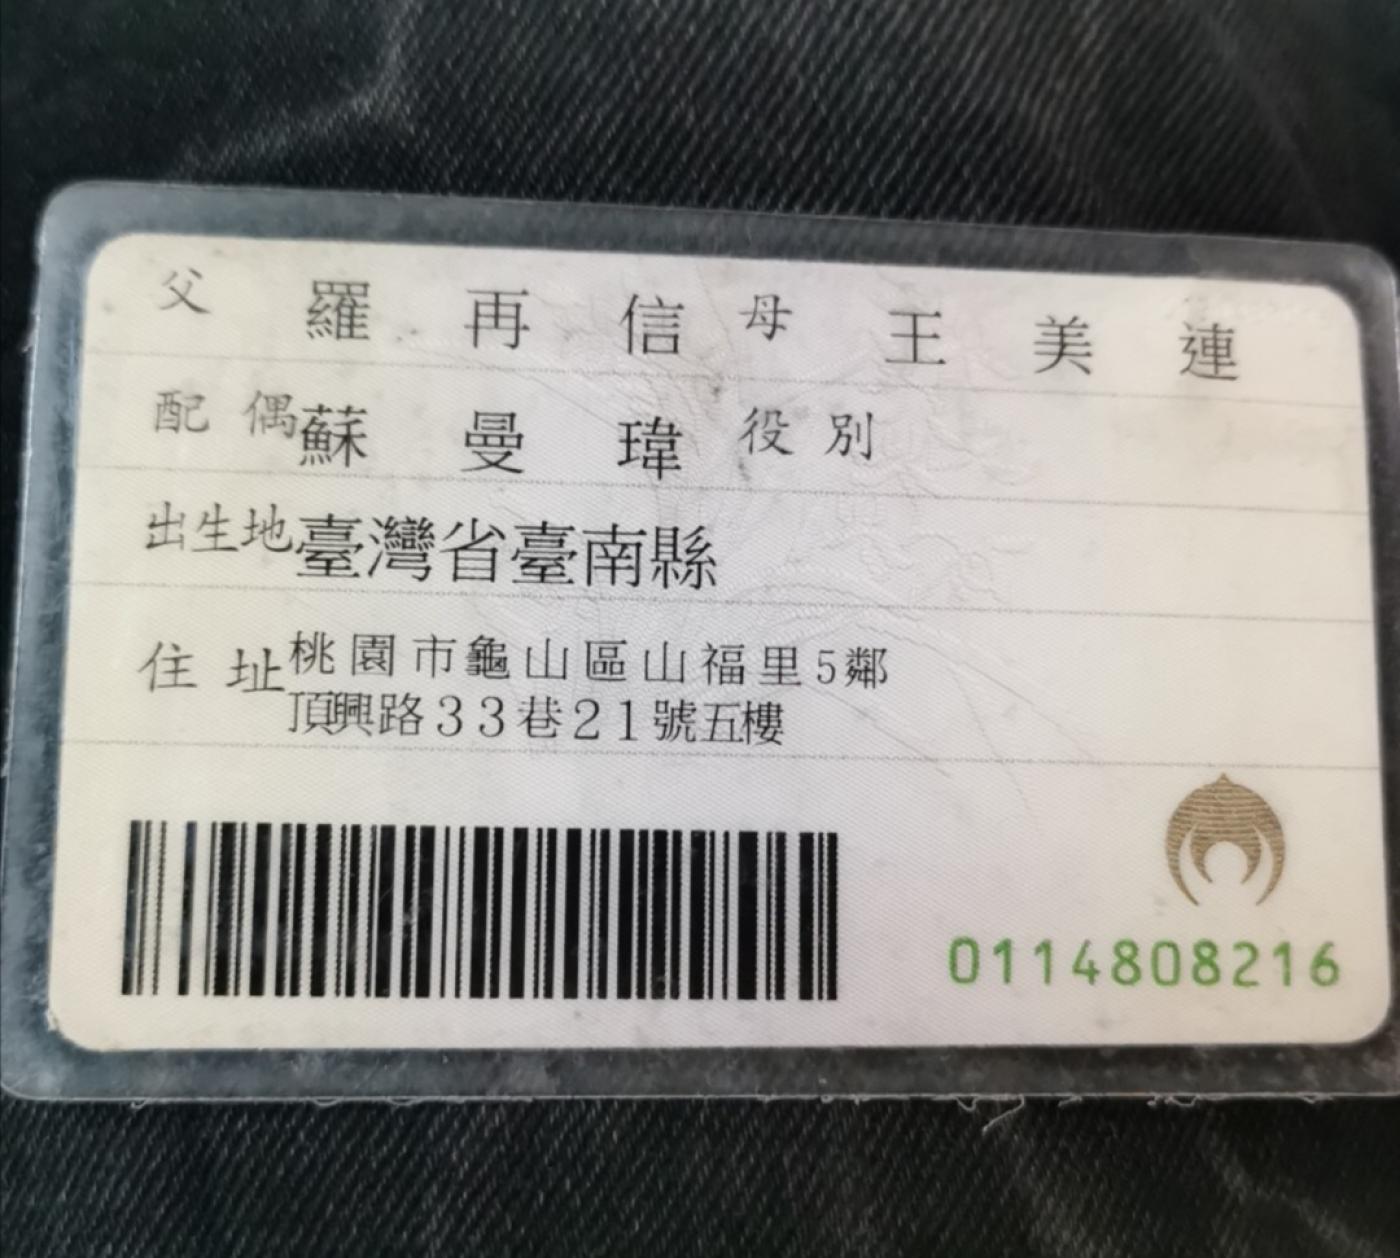 父 羅再信 母 王美連
配偶 蘇曼瑋 役別
出生地 臺灣省臺南縣
住址 桃園市龜山區山福里5鄰
頂興路33巷21號五樓
0114808216